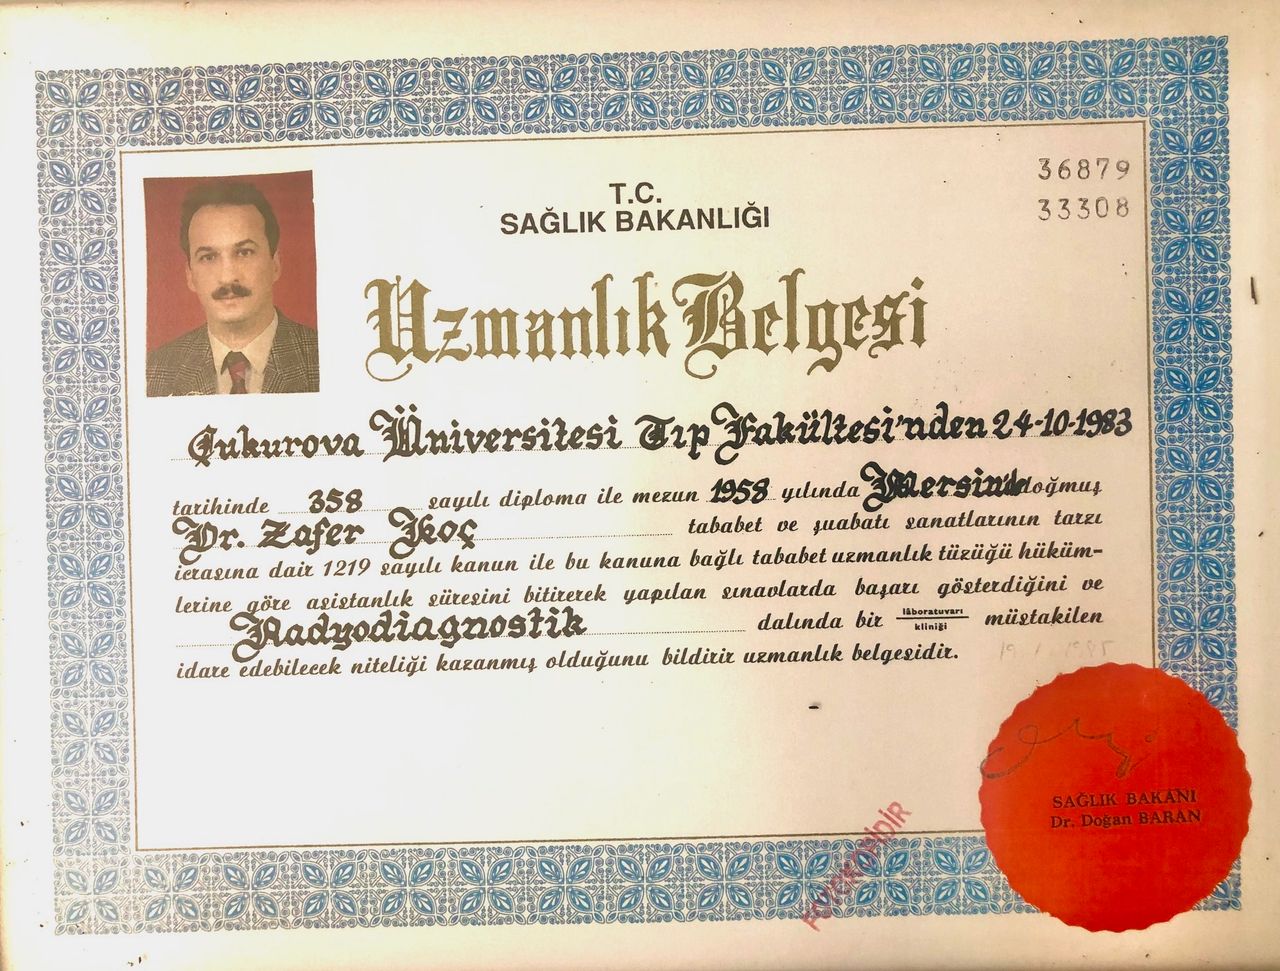 36879
33308
T.C.
SAĞLIK BAKANLIĞI
Uzmanlık Belgesi
Çukurova Üniversitesi Tıp Fakültesi'nden 24-10-1983
tarihinde 358 sayılı diploma ile mezun 1958 yılında Mersin'de doğmuş
Dr. Zafer Koç tababet ve şuabatı sanatlarının tarzı
icrasına dair 1219 sayılı kanun ile bu kanuna bağlı tababet uzmanlık tüzüğü hüküm-
lerine göre asistanlık süresini bitirerek yapılan sınavlarda başarı gösterdiğini ve
Radyodiagnostik dalında bir lâboratuvarı kliniği müstakilen
idare edebilecek niteliği kazanmış olduğunu bildirir uzmanlık belgesidir.
SAĞLIK BAKANI
Dr. Doğan BARAN
FOTOKOPİDİR